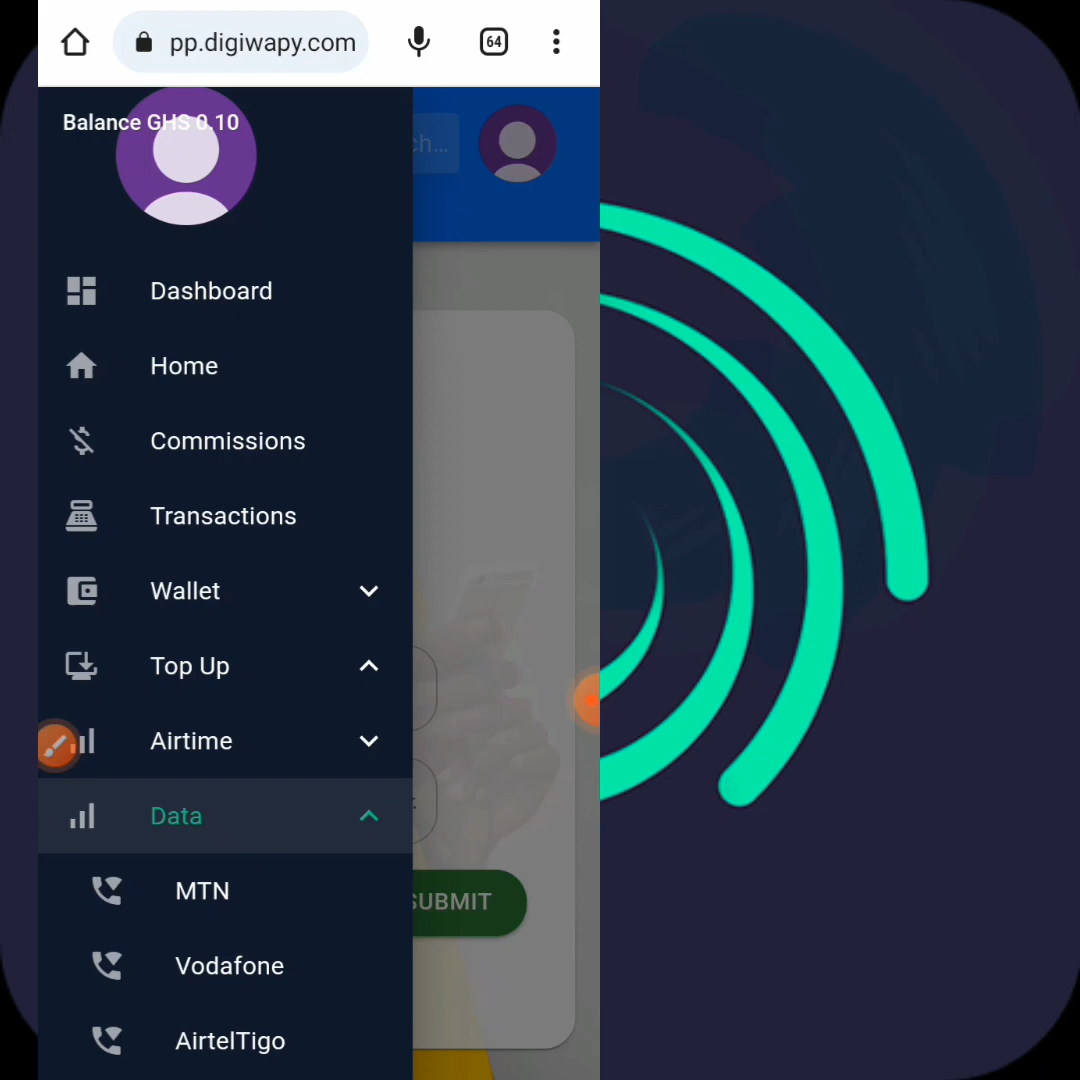 pp.digiwapy.com
64
Balance GHS 0.10
ch...
Dashboard
Home
Commissions
Transactions
Wallet
Top Up
Airtime
Data
MTN
SUBMIT
Vodafone
AirtelTigo